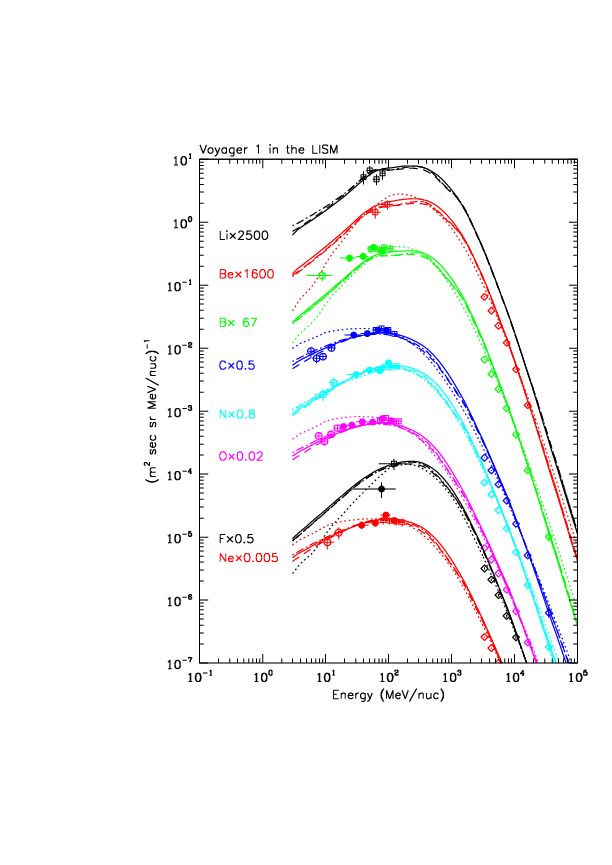 Voyager 1 in the LISM
10¹
10⁰
10⁻¹
10⁻²
10⁻³
10⁻⁴
10⁻⁵
10⁻⁶
10⁻⁷
(m² sec sr MeV/nuc)⁻¹
Li×2500
Be×1600
B× 67
C×0.5
N×0.8
O×0.02
F×0.5
Ne×0.005
10⁻¹ 10⁰ 10¹ 10² 10³ 10⁴ 10⁵
Energy (MeV/nuc)